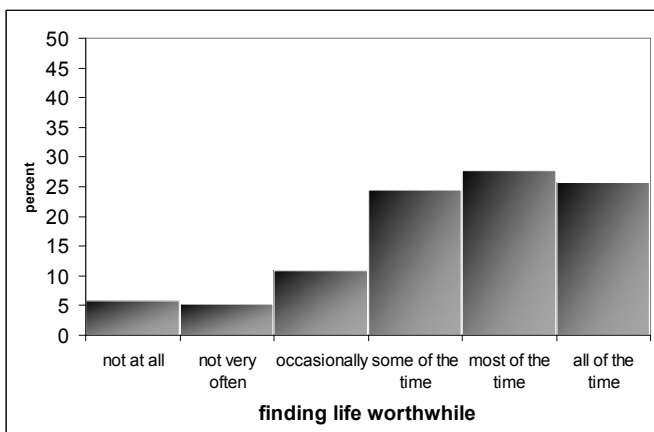 50
45
40
35
30
25
20
15
10
5
0
percent
not at all
not very
often
occasionally
some of the
time
most of the
time
all of the
time
finding life worthwhile